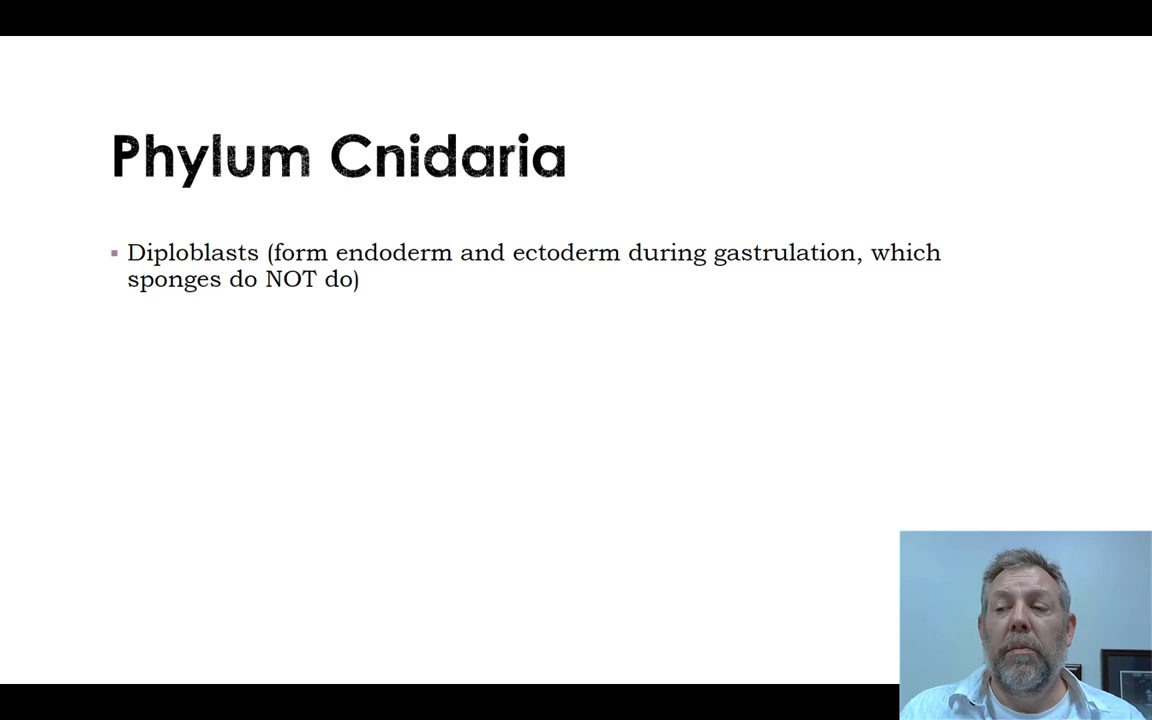 Phylum Cnidaria
▪ Diploblasts (form endoderm and ectoderm during gastrulation, which
sponges do NOT do)